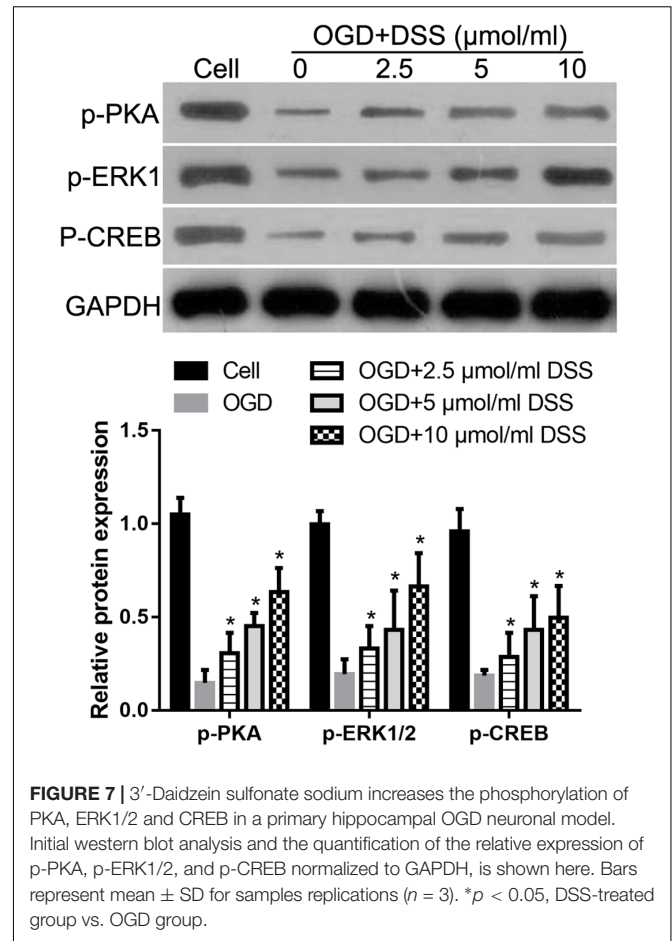 OGD+DSS (μmol/ml)
Cell 0 2.5 5 10
p-PKA
p-ERK1
P-CREB
GAPDH
Cell OGD+2.5 μmol/ml DSS
OGD OGD+5 μmol/ml DSS
OGD+10 μmol/ml DSS
Relative protein expression
1.5
1.0
0.5
0.0
* * * * * * * * *
p-PKA p-ERK1/2 p-CREB
FIGURE 7 | 3′-Daidzein sulfonate sodium increases the phosphorylation of
PKA, ERK1/2 and CREB in a primary hippocampal OGD neuronal model.
Initial western blot analysis and the quantification of the relative expression of
p-PKA, p-ERK1/2, and p-CREB normalized to GAPDH, is shown here. Bars
represent mean ± SD for samples replications (n = 3). *p < 0.05, DSS-treated
group vs. OGD group.